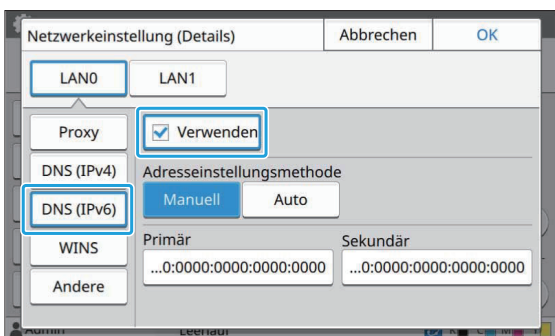 Netzwerkeinstellung (Details) Abbrechen OK
LAN0 LAN1
Proxy
Verwenden
DNS (IPv4)
Adresseinstellungsmethode
Manuell Auto
DNS (IPv6)
WINS
Primär Sekundär
...0:0000:0000:0000:0000 ...0:0000:0000:0000:0000
Andere
Admin Leerlauf